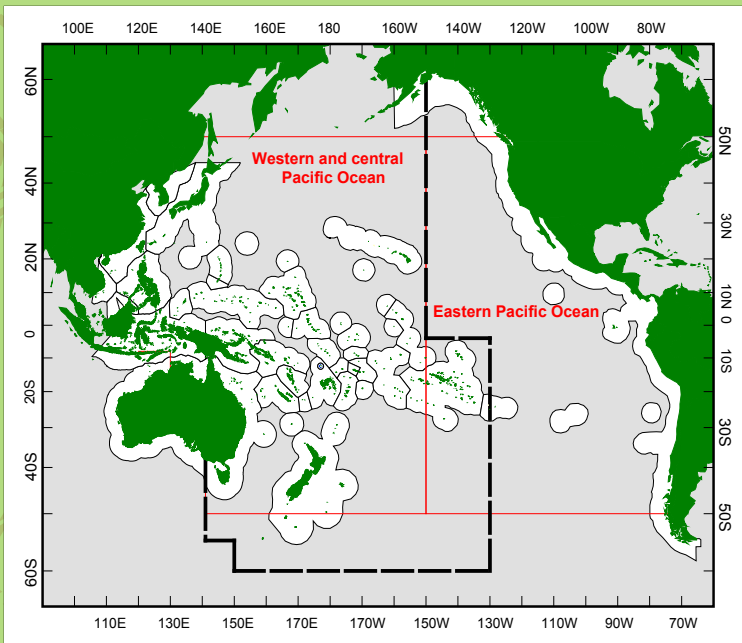 100E 120E 140E 160E 180 160W 140W 120W 100W 80W
60N
50N
Western and central
Pacific Ocean
40N
30N
20N
10N
Eastern Pacific Ocean
0
0
10S
20S
30S
40S
50S
60S
110E 130E 150E 170E 170W 150W 130W 110W 90W 70W